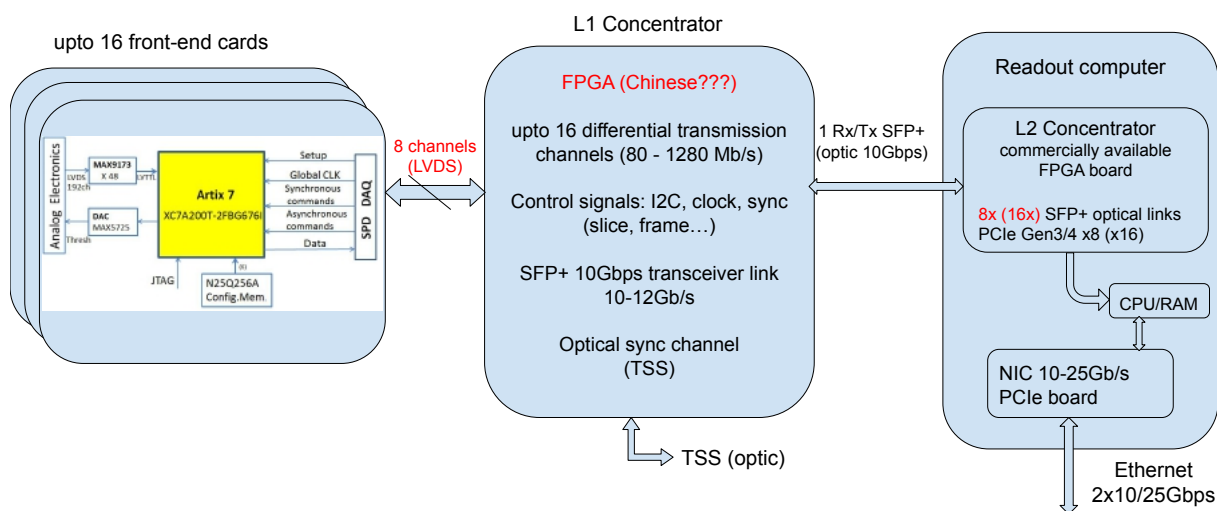 upto 16 front-end cards
Analog Electronics
LVDS
192ch
MAX9173
X 48
LVTTL
DAC
MAX5725
Thresh
Artix 7
XC7A200T-2FBG676I
JTAG
(6)
N25Q256A
Config.Mem.
Setup
Global CLK
Synchronous
commands
Asynchronous
commands
Data
SPD DAQ
8 channels
(LVDS)
L1 Concentrator
FPGA (Chinese???)
upto 16 differential transmission
channels (80 - 1280 Mb/s)
Control signals: I2C, clock, sync
(slice, frame…)
SFP+ 10Gbps transceiver link
10-12Gb/s
Optical sync channel
(TSS)
TSS (optic)
1 Rx/Tx SFP+
(optic 10Gbps)
Readout computer
L2 Concentrator
commercially available
FPGA board
8x (16x) SFP+ optical links
PCIe Gen3/4 x8 (x16)
CPU/RAM
NIC 10-25Gb/s
PCIe board
Ethernet
2x10/25Gbps